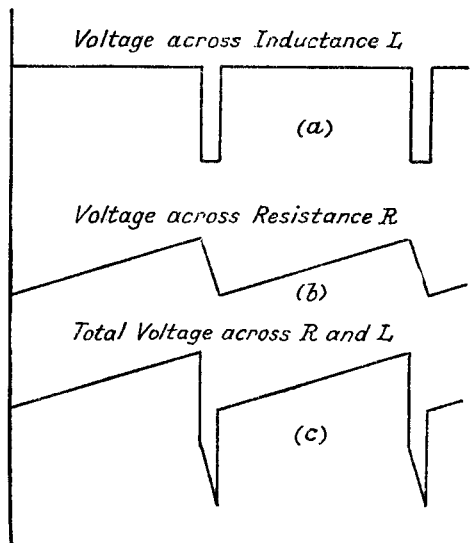 Voltage across Inductance L
(a)
Voltage across Resistance R
(b)
Total Voltage across R and L
(c)